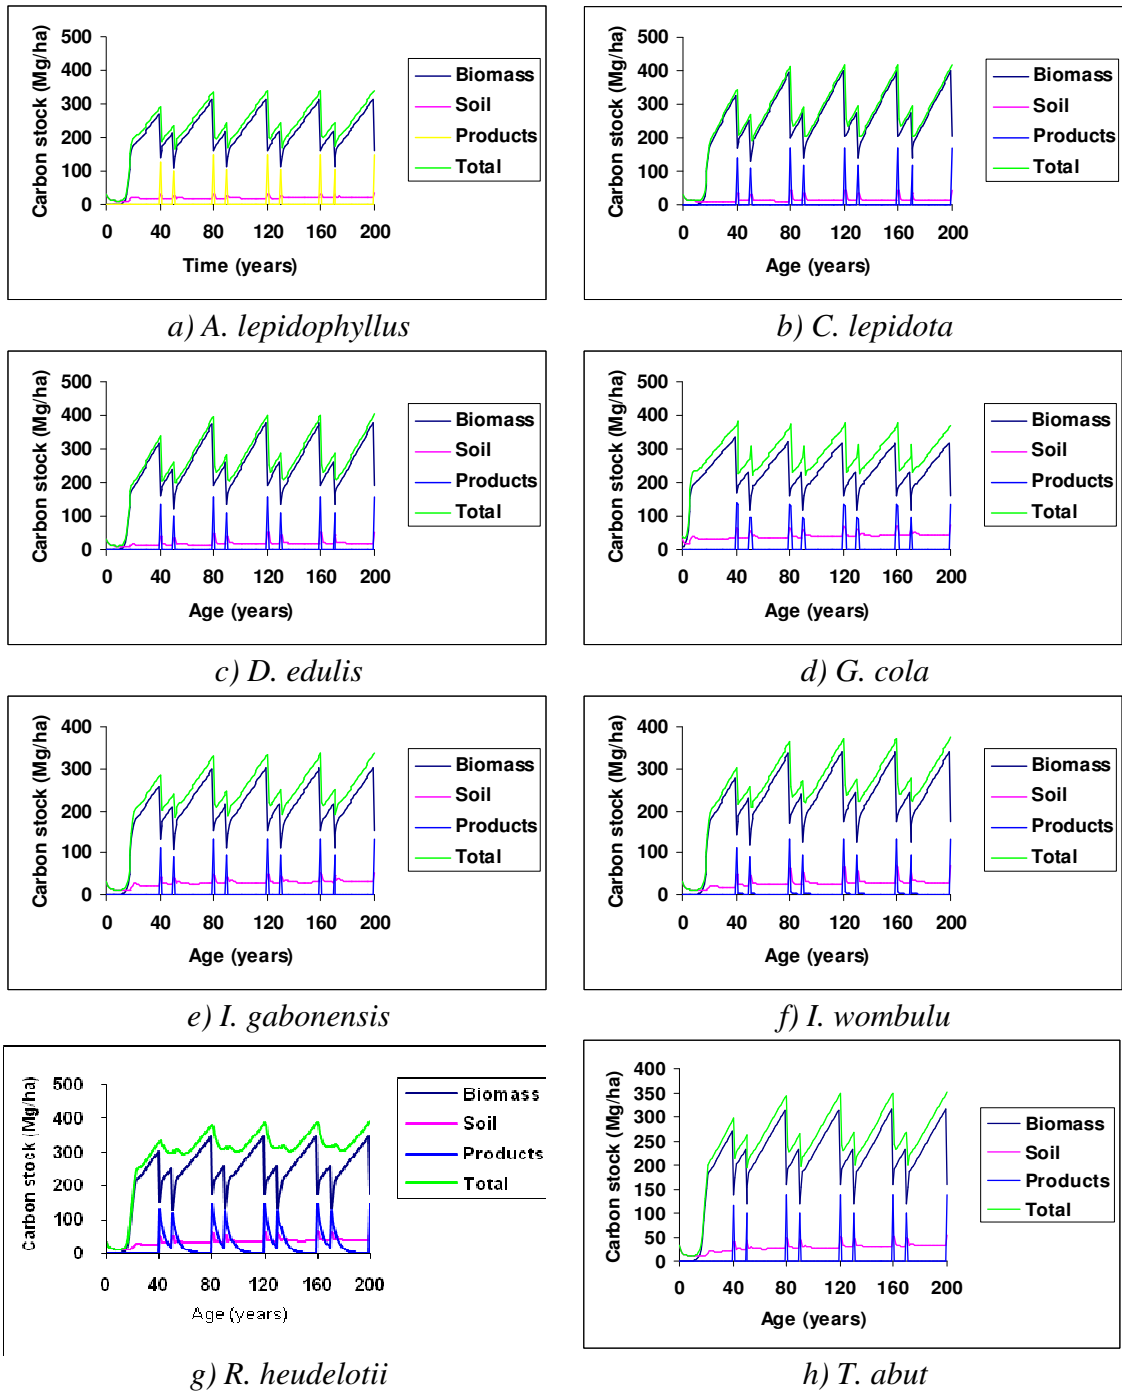 Carbon stock (Mg/ha)
500
400
300
200
100
0
0 40 80 120 160 200
Time (years)
Biomass
Soil
Products
Total
a) A. lepidophyllus
Carbon stock (Mg/ha)
500
400
300
200
100
0
0 40 80 120 160 200
Age (years)
Biomass
Soil
Products
Total
b) C. lepidota
Carbon stock (Mg/ha)
500
400
300
200
100
0
0 40 80 120 160 200
Age (years)
Biomass
Soil
Products
Total
c) D. edulis
Carbon stock (Mg/ha)
500
400
300
200
100
0
0 40 80 120 160 200
Age (years)
Biomass
Soil
Products
Total
d) G. cola
Carbon stock (Mg/ha)
400
300
200
100
0
0 40 80 120 160 200
Age (years)
Biomass
Soil
Products
Total
e) I. gabonensis
Carbon stock (Mg/ha)
400
300
200
100
0
0 40 80 120 160 200
Age (years)
Biomass
Soil
Products
Total
f) I. wombulu
Carbon stock (Mg/ha)
500
400
300
200
100
0
0 40 80 120 160 200
Age (years)
Biomass
Soil
Products
Total
g) R. heudelotii
Carbon stock (Mg/ha)
400
350
300
250
200
150
100
50
0
0 40 80 120 160 200
Age (years)
Biomass
Soil
Products
Total
h) T. abut